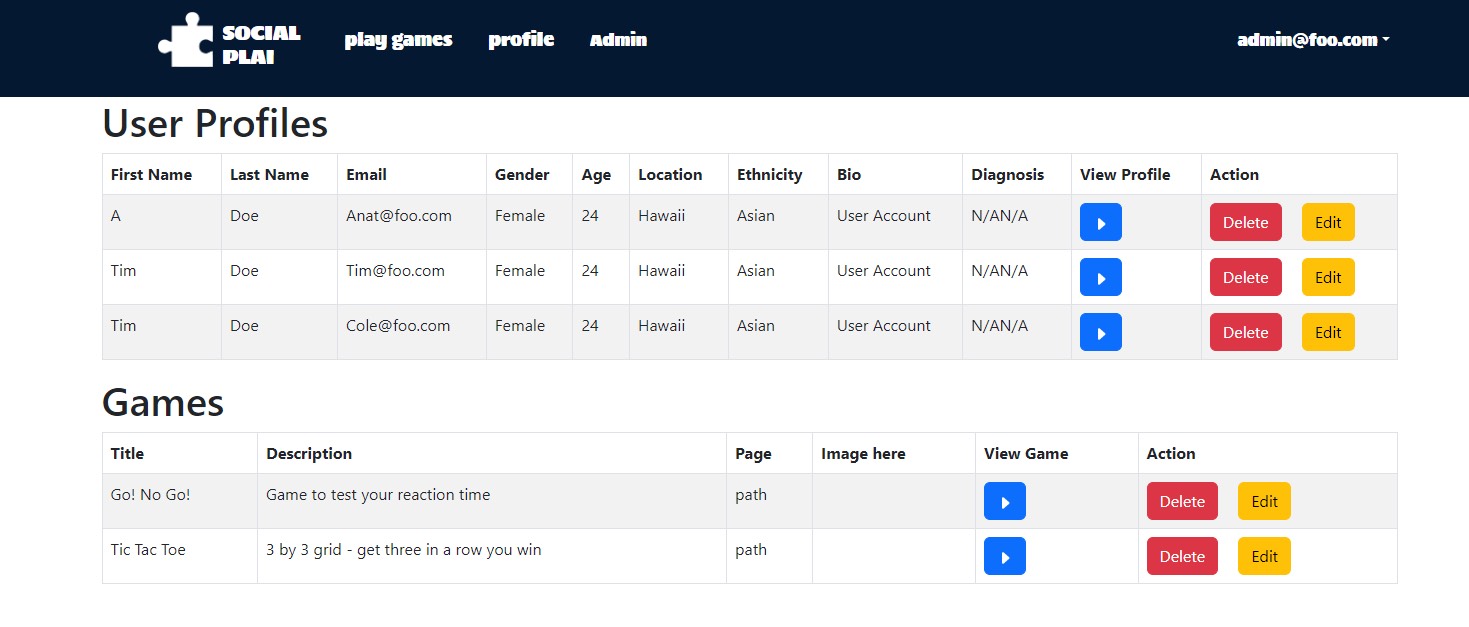 SOCIAL PLAI play games profile Admin admin@foo.com
User Profiles
First Name Last Name Email Gender Age Location Ethnicity Bio Diagnosis View Profile Action
A Doe Anat@foo.com Female 24 Hawaii Asian User Account N/AN/A Delete Edit
Tim Doe Tim@foo.com Female 24 Hawaii Asian User Account N/AN/A Delete Edit
Tim Doe Cole@foo.com Female 24 Hawaii Asian User Account N/AN/A Delete Edit
Games
Title Description Page Image here View Game Action
Go! No Go! Game to test your reaction time path Delete Edit
Tic Tac Toe 3 by 3 grid - get three in a row you win path Delete Edit